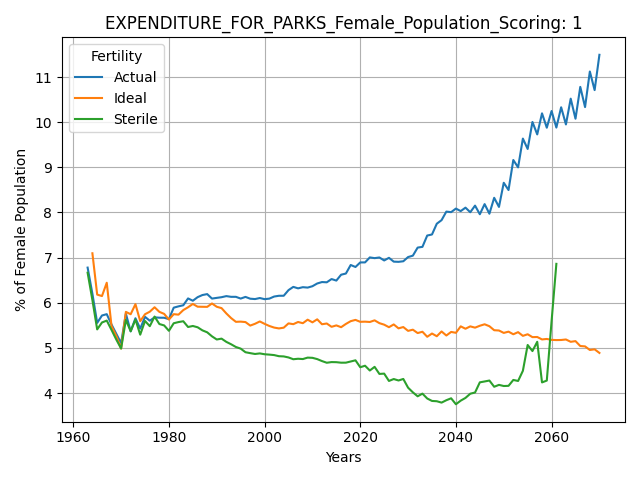 EXPENDITURE_FOR_PARKS_Female_Population_Scoring: 1
Fertility
Actual
Ideal
Sterile
% of Female Population
11
10
9
8
7
6
5
4
1960 1980 2000 2020 2040 2060
Years